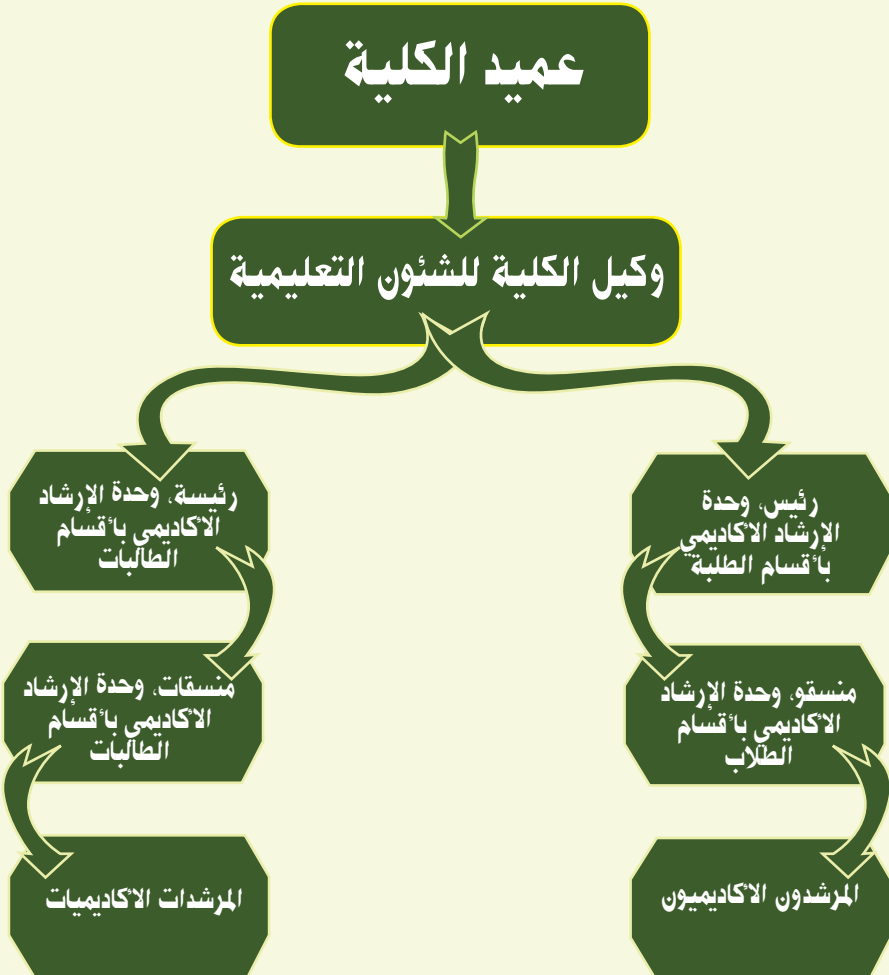 عميد الكلية
وكيل الكلية للشئون التعليمية
رئيس، وحدة
الإرشاد الأكاديمي
بأقسام الطلبة
رئيسة، وحدة الإرشاد
الأكاديمي بأقسام
الطالبات
منسقو، وحدة الإرشاد
الأكاديمي بأقسام
الطلاب
منسقات، وحدة الإرشاد
الأكاديمي بأقسام
الطالبات
المرشدون الأكاديميون
المرشدات الأكاديميات